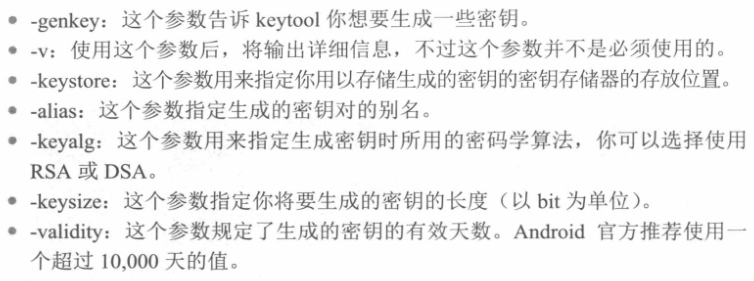 ● -genkey：这个参数告诉 keytool 你想要生成一些密钥。
● -v：使用这个参数后，将输出详细信息，不过这个参数并不是必须使用的。
● -keystore：这个参数用来指定你用以存储生成的密钥的密钥存储器的存放位置。
● -alias：这个参数指定生成的密钥对的别名。
● -keyalg：这个参数用来指定生成密钥时所用的密码学算法，你可以选择使用
RSA 或 DSA。
● -keysize：这个参数指定你将要生成的密钥的长度（以 bit 为单位）。
● -validity：这个参数规定了生成的密钥的有效天数。Android 官方推荐使用一
个超过 10,000 天的值。